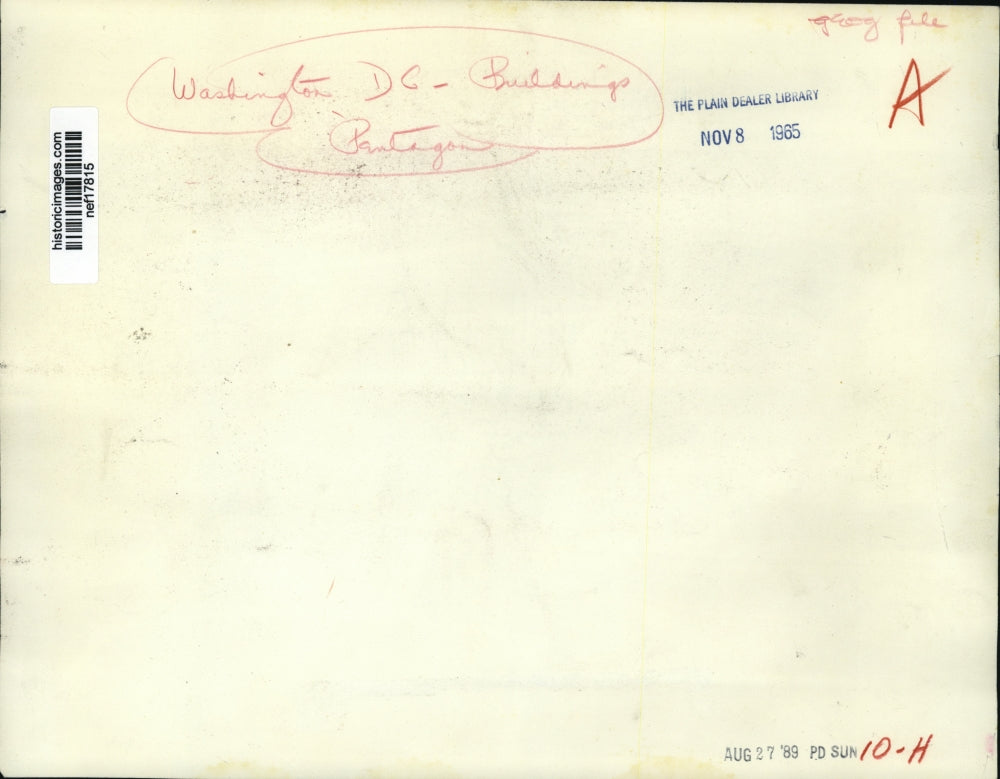 geog file
Washington DC - Buildings
Pentagon
THE PLAIN DEALER LIBRARY
NOV 8 1965
A
historicimages.com
nef17815
AUG 27 '89 PD SUN 10-H